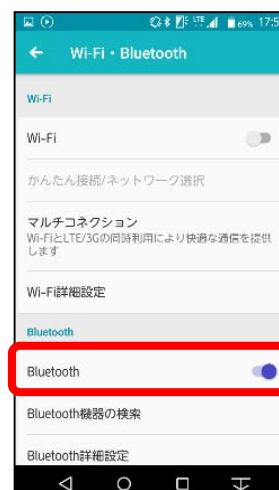 69% 17:5
Wi-Fi・Bluetooth
Wi-Fi
Wi-Fi
かんたん接続/ネットワーク選択
マルチコネクション
Wi-FiとLTE/3Gの同時利用により快適な通信を提供
します
Wi-Fi詳細設定
Bluetooth
Bluetooth
Bluetooth機器の検索
Bluetooth詳細設定